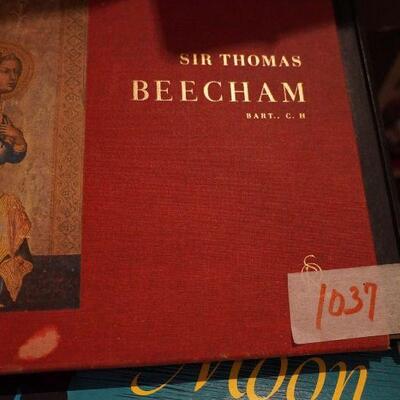 SIR THOMAS
BEECHAM
BART., C. H
1037
Moon